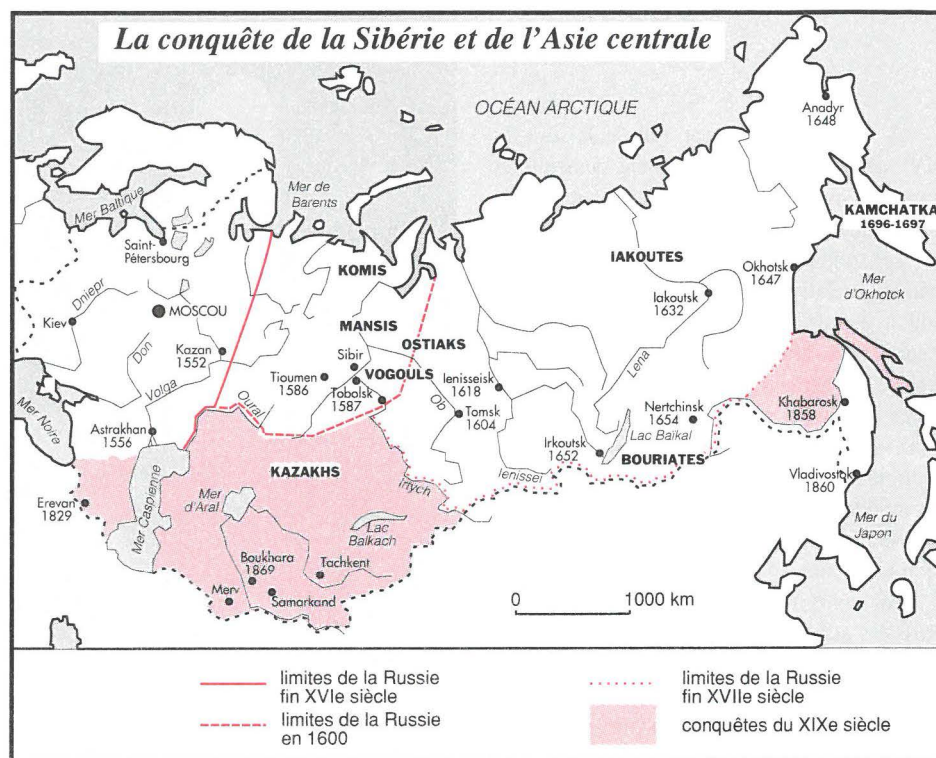 La conquête de la Sibérie et de l'Asie centrale
OCÉAN ARCTIQUE
Anadyr
1648
Mer de
Barents
Mer Baltique
KAMCHATKA
1696-1697
Saint-
Pétersbourg
KOMIS
IAKOUTES
Okhotsk
1647
Mer
d'Okhotck
Dniepr
MOSCOU
Iakoutsk
1632
Kiev
MANSIS
OSTIAKS
Don
Kazan
1552
Sibir
VOGOULS
Lena
Tioumen
1586
Ienisseisk
1618
Volga
Oural
Tobolsk
1587
Ob
Tomsk
1604
Nertchinsk
1654
Khabarosk
1858
Mer Noire
Astrakhan
1556
Irkoutsk
1652
Lac Baïkal
BOURIATES
KAZAKHS
Irtych
Ienisseï
Vladivostok
1860
Erevan
1829
Mer Caspienne
Mer
d'Aral
Lac
Balkach
Mer du
Japon
Boukhara
1869
Tachkent
Merv
Samarkand
0 1000 km
limites de la Russie
fin XVIe siècle
limites de la Russie
en 1600
limites de la Russie
fin XVIIe siècle
conquêtes du XIXe siècle